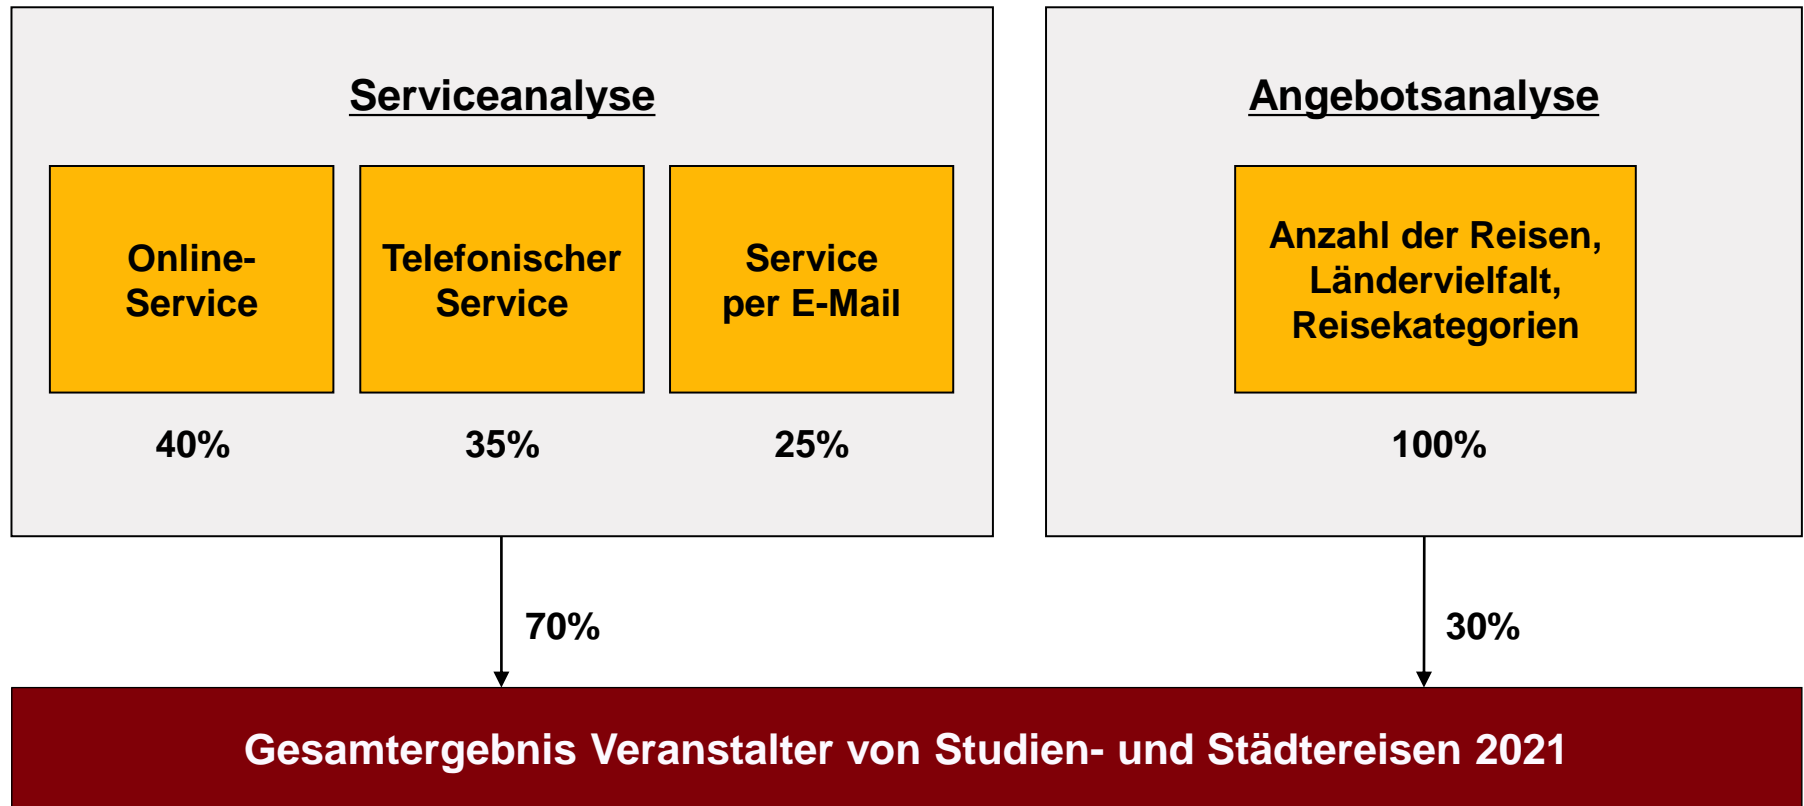 Serviceanalyse
Online-
Service
Telefonischer
Service
Service
per E-Mail
40%
35%
25%
Angebotsanalyse
Anzahl der Reisen,
Ländervielfalt,
Reisekategorien
100%
70%
30%
Gesamtergebnis Veranstalter von Studien- und Städtereisen 2021